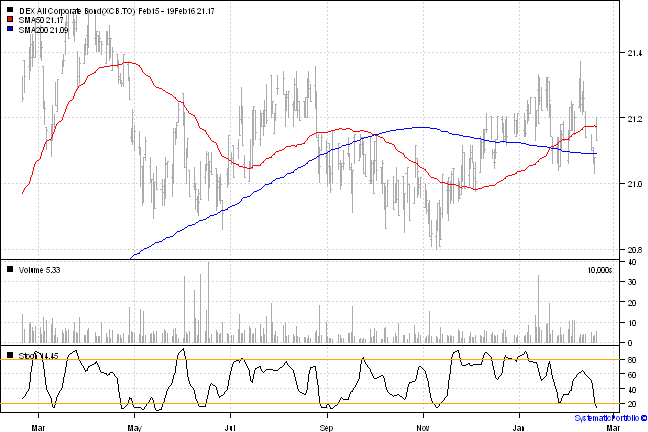 DEX All Corporate Bond(XCB.TO) Feb15 - 19Feb16 21.17
SMA50 21.17
SMA200 21.09
21.4
21.2
21.0
20.8
Volume 5.33
10,000s
40
30
20
10
0
14.45
80
60
40
20
Mar May Jul Sep Nov Jan Mar
SystematicPortfolio ©